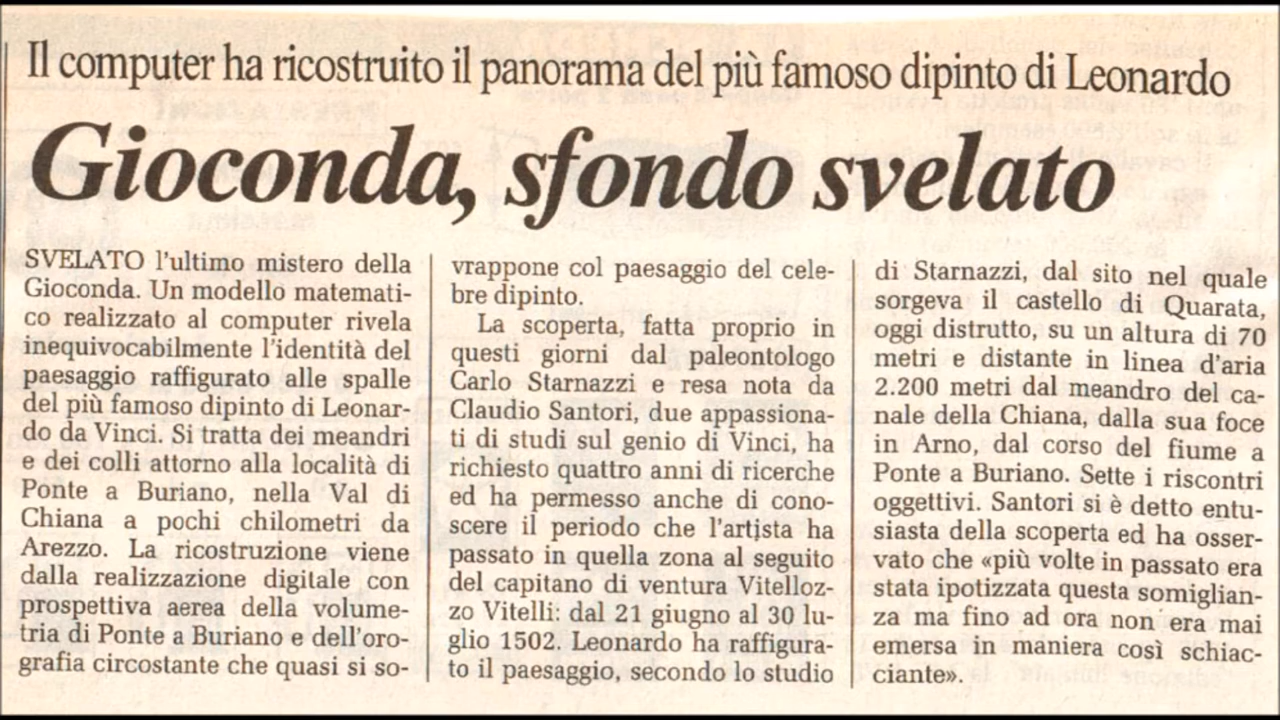 Il computer ha ricostruito il panorama del più famoso dipinto di Leonardo
Gioconda, sfondo svelato
SVELATO l'ultimo mistero della
Gioconda. Un modello matemati-
co realizzato al computer rivela
inequivocabilmente l'identità del
paesaggio raffigurato alle spalle
del più famoso dipinto di Leonar-
do da Vinci. Si tratta dei meandri
e dei colli attorno alla località di
Ponte a Buriano, nella Val di
Chiana a pochi chilometri da
Arezzo. La ricostruzione viene
dalla realizzazione digitale con
prospettiva aerea della volume-
tria di Ponte a Buriano e dell'oro-
grafia circostante che quasi si so-
vrappone col paesaggio del cele-
bre dipinto.
La scoperta, fatta proprio in
questi giorni dal paleontologo
Carlo Starnazzi e resa nota da
Claudio Santori, due appassiona-
ti di studi sul genio di Vinci, ha
richiesto quattro anni di ricerche
ed ha permesso anche di cono-
scere il periodo che l'artista ha
passato in quella zona al seguito
del capitano di ventura Vitelloz-
zo Vitelli: dal 21 giugno al 30 lu-
glio 1502. Leonardo ha raffigura-
to il paesaggio, secondo lo studio
di Starnazzi, dal sito nel quale
sorgeva il castello di Quarata,
oggi distrutto, su un altura di 70
metri e distante in linea d'aria
2.200 metri dal meandro del ca-
nale della Chiana, dalla sua foce
in Arno, dal corso del fiume a
Ponte a Buriano. Sette i riscontri
oggettivi. Santori si è detto entu-
siasta della scoperta ed ha osser-
vato che «più volte in passato era
stata ipotizzata questa somiglian-
za ma fino ad ora non era mai
emersa in maniera così schiac-
ciante».